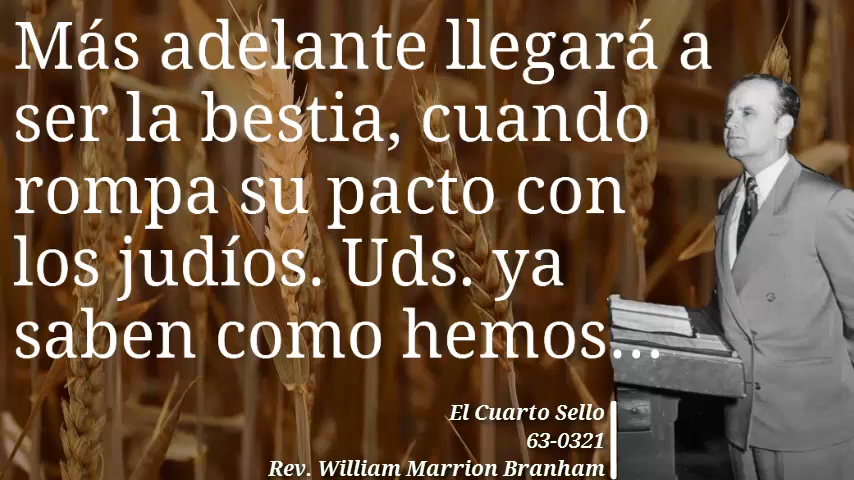 Más adelante llegará a
ser la bestia, cuando
rompa su pacto con
los judíos. Uds. ya
saben como hemos...
El Cuarto Sello
63-0321
Rev. William Marrion Branham